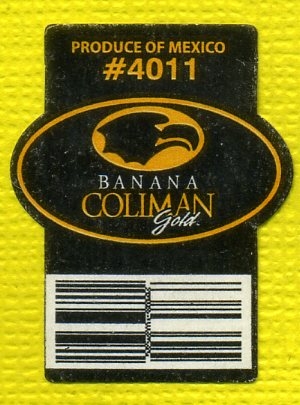 PRODUCE OF MEXICO
#4011
BANANA
COLIMAN
Gold